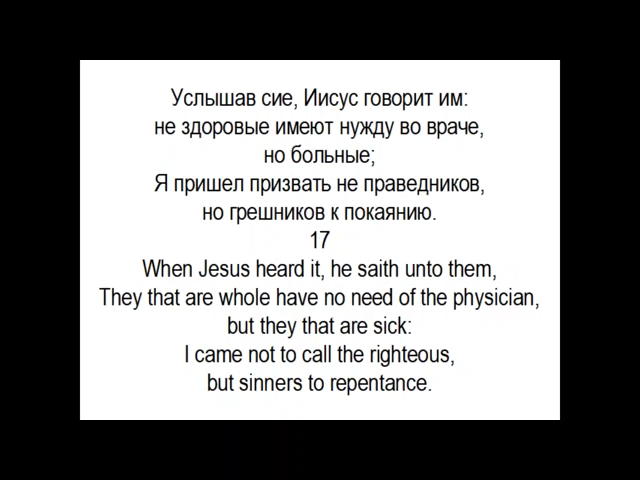 Услышав сие, Иисус говорит им:
не здоровые имеют нужду во враче,
но больные;
Я пришел призвать не праведников,
но грешников к покаянию.
17
When Jesus heard it, he saith unto them,
They that are whole have no need of the physician,
but they that are sick:
I came not to call the righteous,
but sinners to repentance.